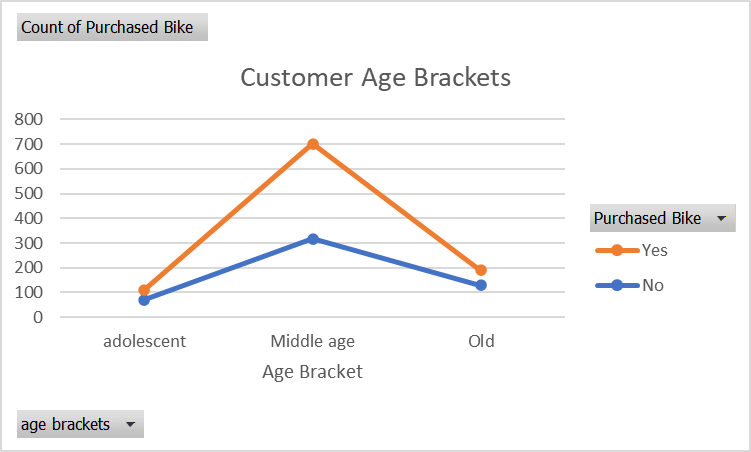 Count of Purchased Bike
Customer Age Brackets
800
700
600
500
400
300
200
100
0
adolescent Middle age Old
Age Bracket
Purchased Bike
Yes
No
age brackets